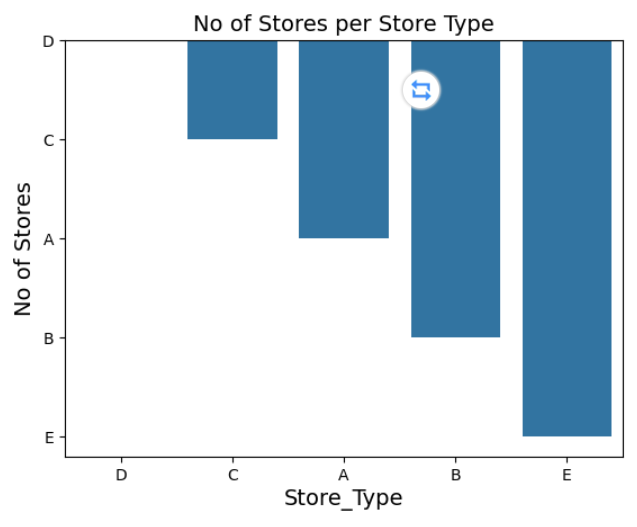 No of Stores per Store Type
D
C
A
B
E
No of Stores
D C A B E
Store_Type